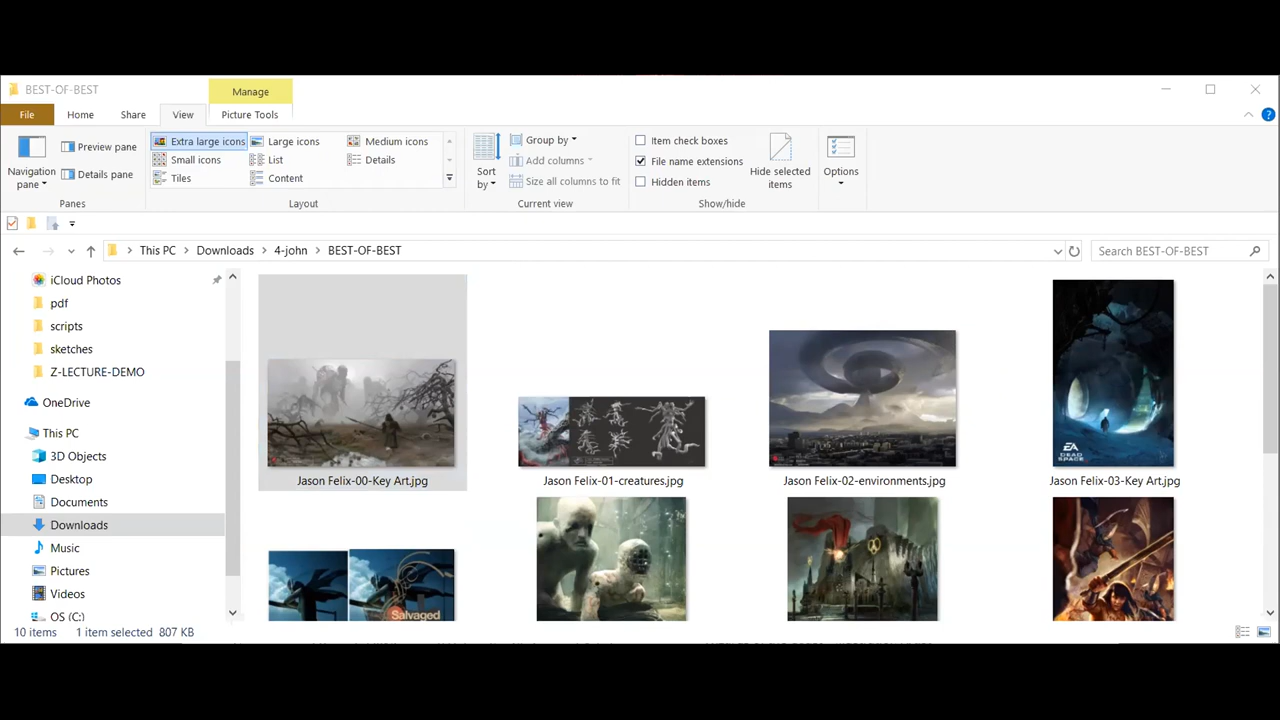 BEST-OF-BEST
Manage
File
Home
Share
View
Picture Tools
Navigation pane
Preview pane
Details pane
Panes
Extra large icons
Large icons
Medium icons
Small icons
List
Details
Tiles
Content
Layout
Sort by
Group by
Add columns
Size all columns to fit
Current view
Item check boxes
File name extensions
Hidden items
Hide selected items
Show/hide
Options
This PC
Downloads
4-john
BEST-OF-BEST
Search BEST-OF-BEST
iCloud Photos
pdf
scripts
sketches
Z-LECTURE-DEMO
OneDrive
This PC
3D Objects
Desktop
Documents
Downloads
Music
Pictures
Videos
OS (C:)
EA
DEAD SPACE
Jason Felix-00-Key Art.jpg
Jason Felix-01-creatures.jpg
Jason Felix-02-environments.jpg
Jason Felix-03-Key Art.jpg
Salvaged
10 items
1 item selected 807 KB